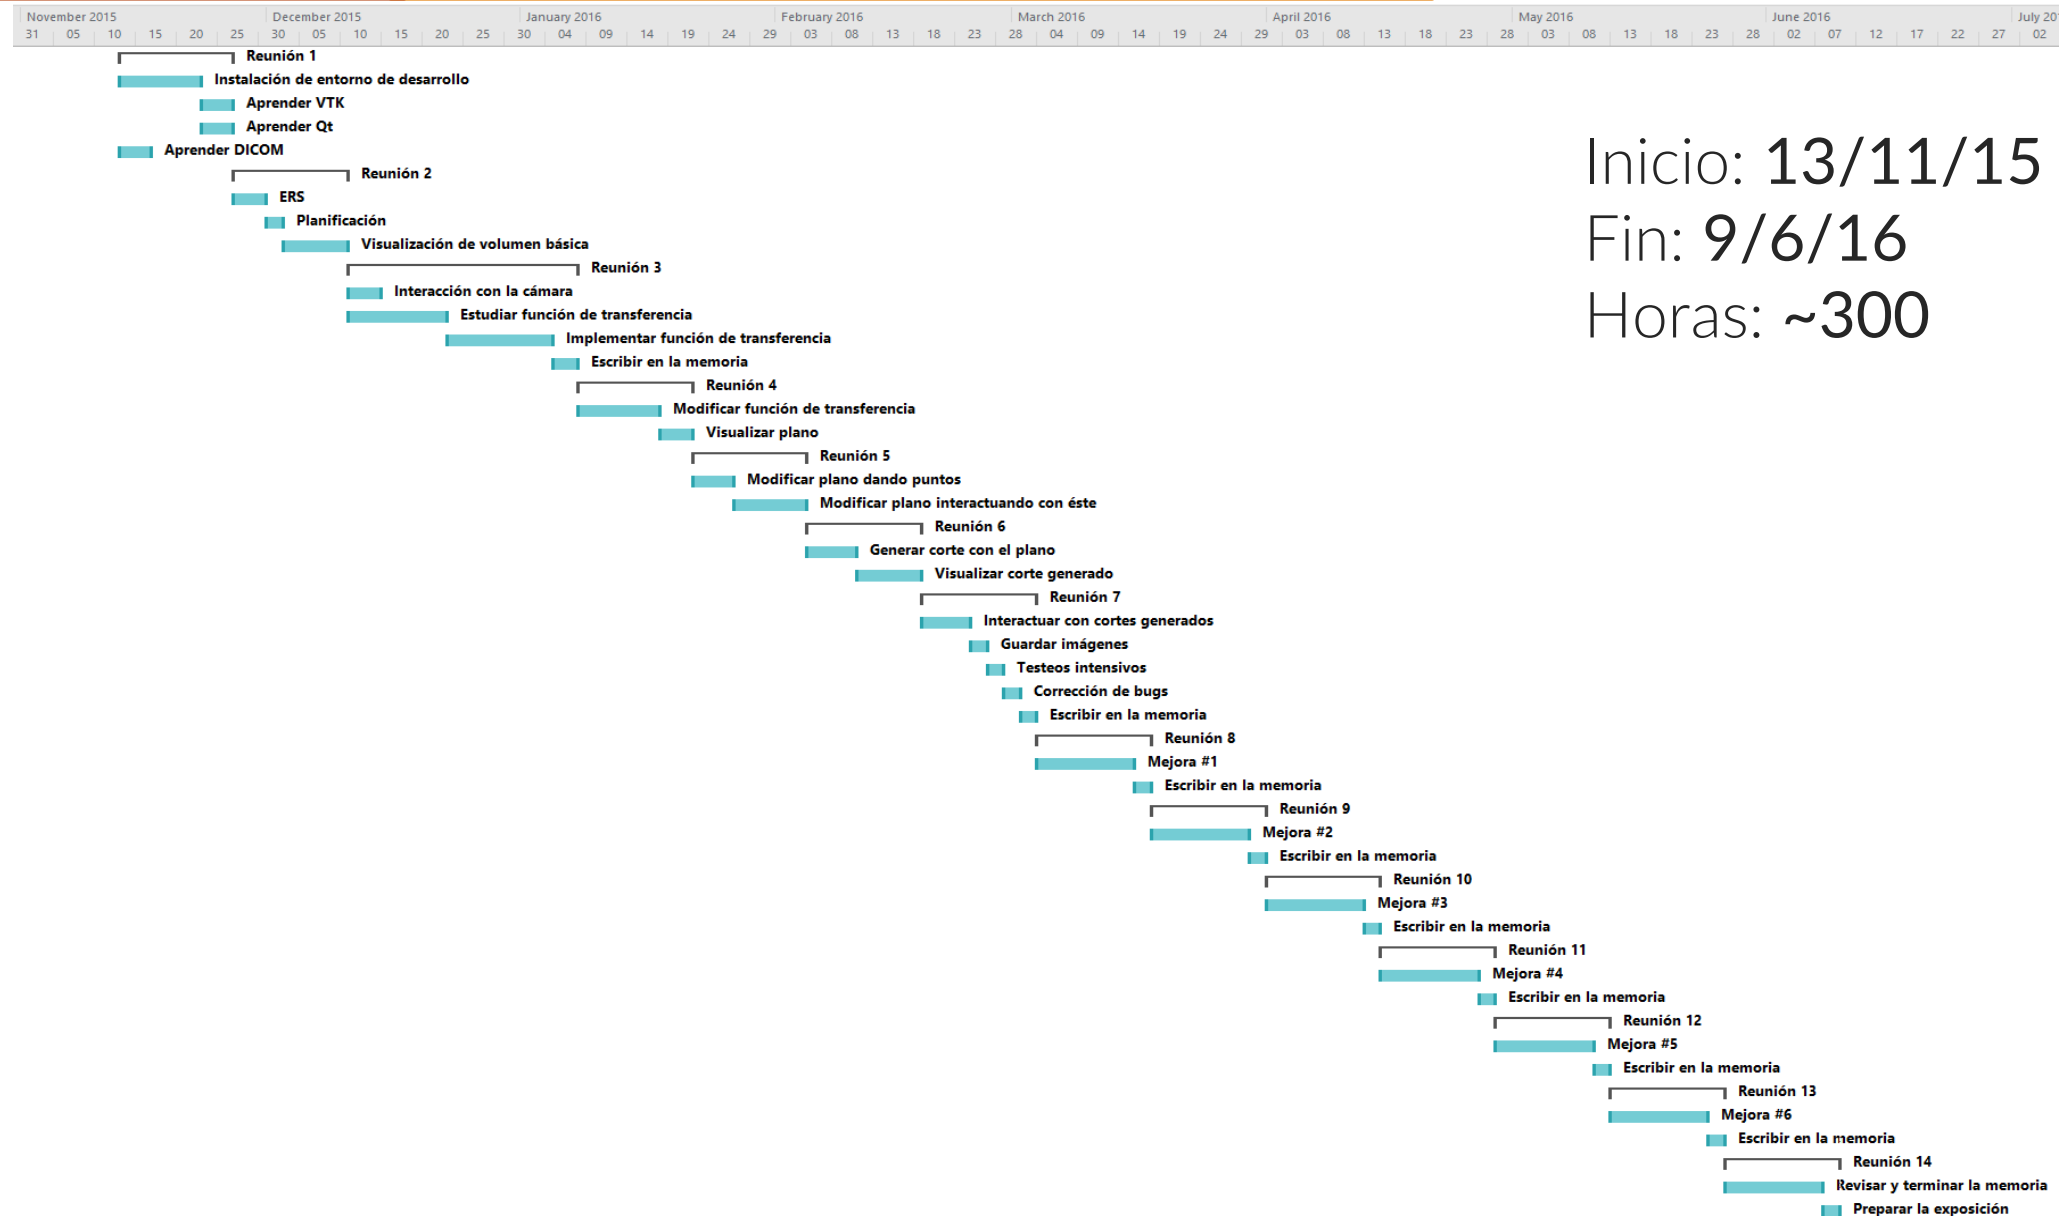 November 2015 December 2015 January 2016 February 2016 March 2016 April 2016 May 2016 June 2016 July 20
31 05 10 15 20 25 30 05 10 15 20 25 30 04 09 14 19 24 29 03 08 13 18 23 28 04 09 14 19 24 29 03 08 13 18 23 28 03 08 13 18 23 28 02 07 12 17 22 27 02
Reunión 1
Instalación de entorno de desarrollo
Aprender VTK
Aprender Qt
Aprender DICOM
Reunión 2
ERS
Planificación
Visualización de volumen básica
Reunión 3
Interacción con la cámara
Estudiar función de transferencia
Implementar función de transferencia
Escribir en la memoria
Reunión 4
Modificar función de transferencia
Visualizar plano
Reunión 5
Modificar plano dando puntos
Modificar plano interactuando con éste
Reunión 6
Generar corte con el plano
Visualizar corte generado
Reunión 7
Interactuar con cortes generados
Guardar imágenes
Testeos intensivos
Corrección de bugs
Escribir en la memoria
Reunión 8
Mejora #1
Escribir en la memoria
Reunión 9
Mejora #2
Escribir en la memoria
Reunión 10
Mejora #3
Escribir en la memoria
Reunión 11
Mejora #4
Escribir en la memoria
Reunión 12
Mejora #5
Escribir en la memoria
Reunión 13
Mejora #6
Escribir en la memoria
Reunión 14
Revisar y terminar la memoria
Preparar la exposición
Inicio: 13/11/15
Fin: 9/6/16
Horas: ~300